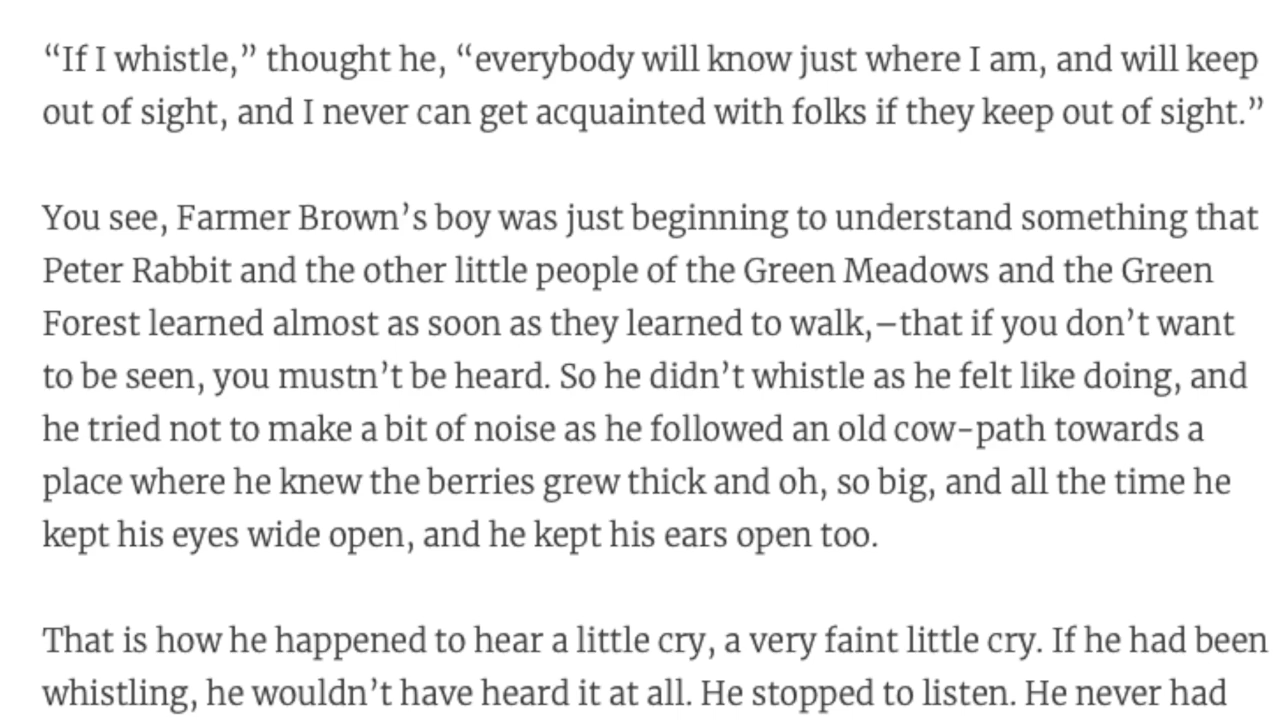 “If I whistle,” thought he, “everybody will know just where I am, and will keep
out of sight, and I never can get acquainted with folks if they keep out of sight.”
You see, Farmer Brown’s boy was just beginning to understand something that
Peter Rabbit and the other little people of the Green Meadows and the Green
Forest learned almost as soon as they learned to walk,–that if you don’t want
to be seen, you mustn’t be heard. So he didn’t whistle as he felt like doing, and
he tried not to make a bit of noise as he followed an old cow-path towards a
place where he knew the berries grew thick and oh, so big, and all the time he
kept his eyes wide open, and he kept his ears open too.
That is how he happened to hear a little cry, a very faint little cry. If he had been
whistling, he wouldn’t have heard it at all. He stopped to listen. He never had